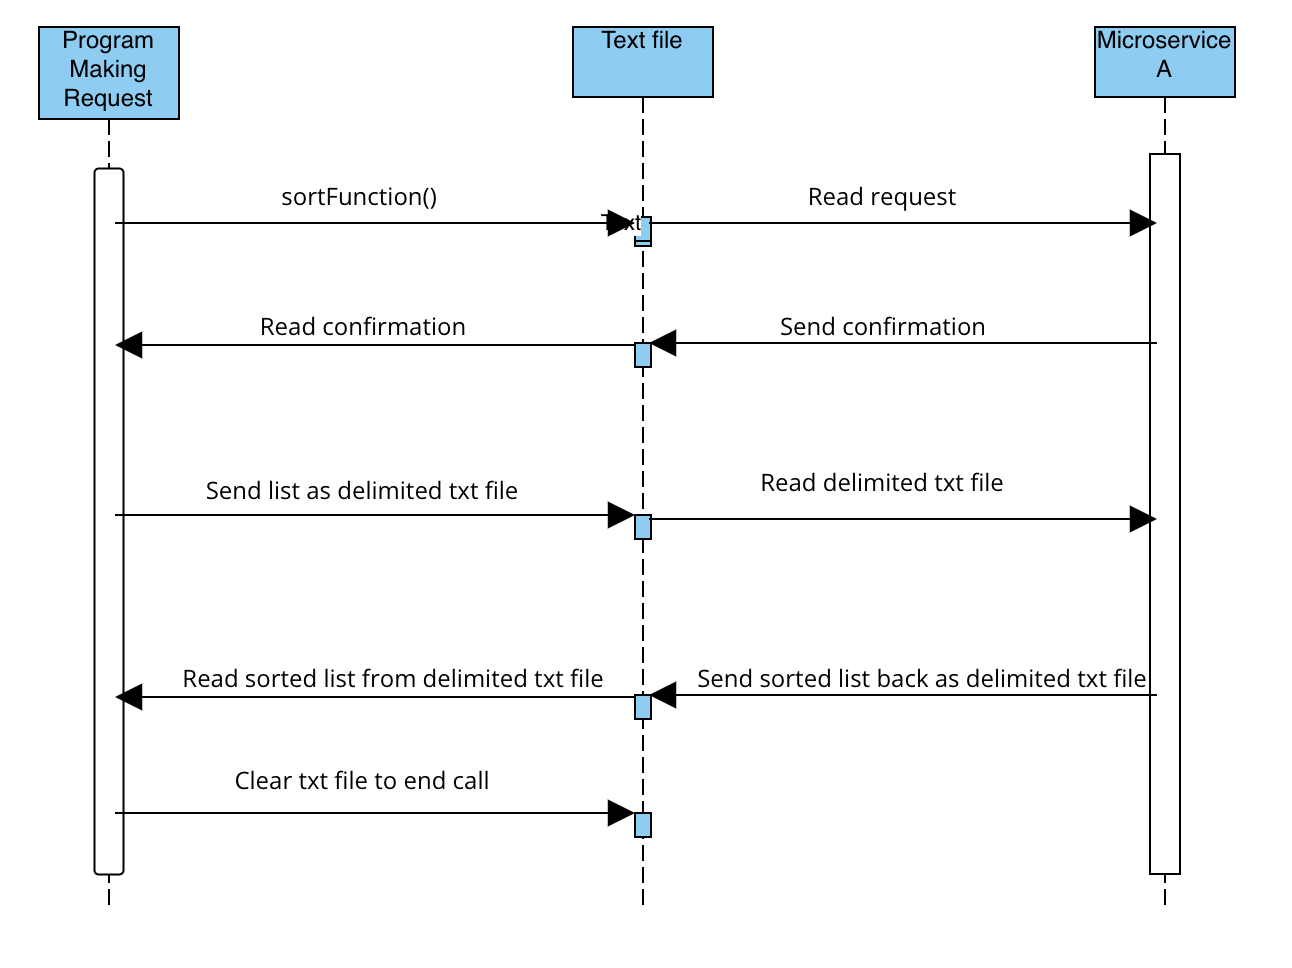 Program
Making
Request
Text file
Microservice
A
sortFunction()
Read request
Text
Read confirmation
Send confirmation
Send list as delimited txt file
Read delimited txt file
Read sorted list from delimited txt file
Send sorted list back as delimited txt file
Clear txt file to end call